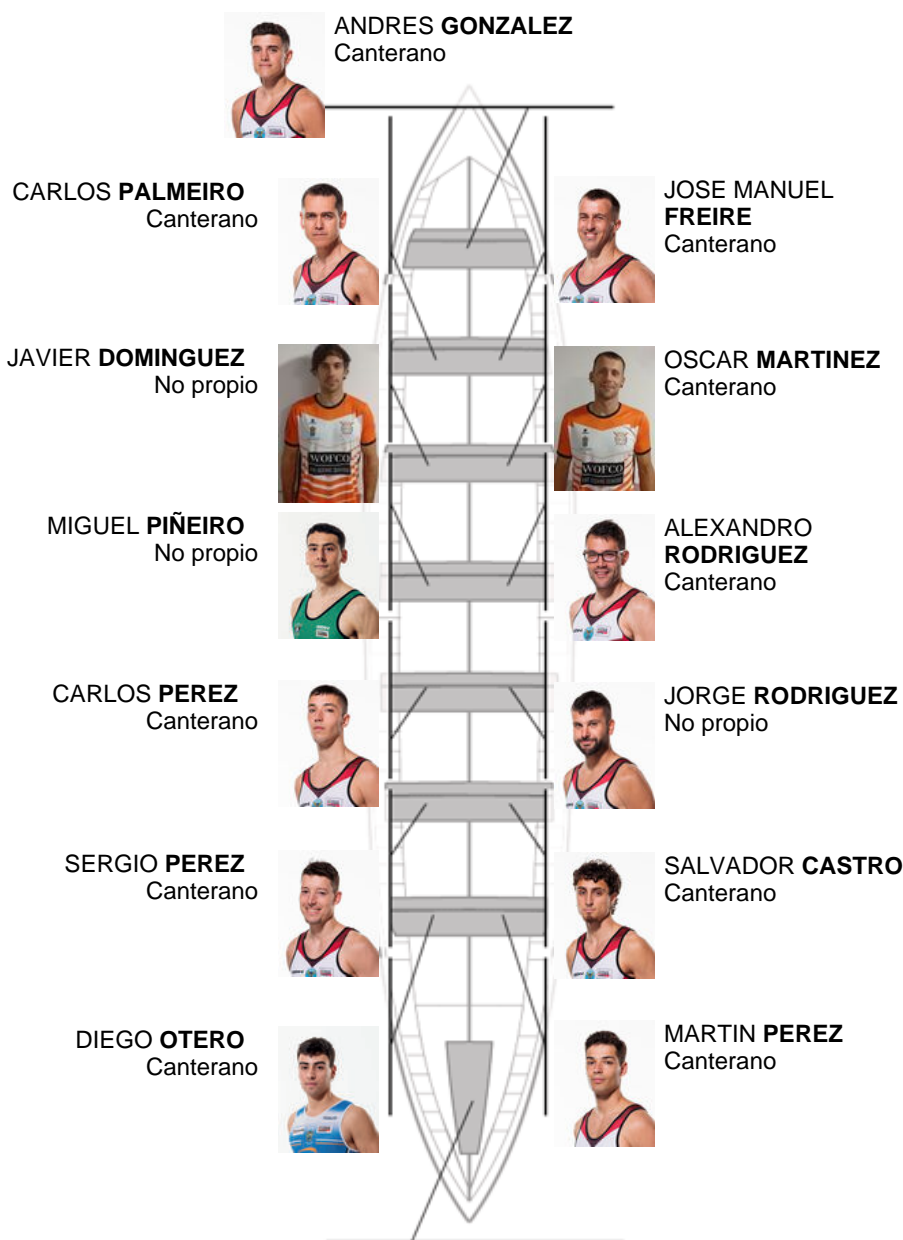 ANDRES GONZALEZ
Canterano
CARLOS PALMEIRO
Canterano
JOSE MANUEL
FREIRE
Canterano
JAVIER DOMINGUEZ
No propio
OSCAR MARTINEZ
Canterano
WOFCO
WOFCO
MIGUEL PIÑEIRO
No propio
ALEXANDRO
RODRIGUEZ
Canterano
CARLOS PEREZ
Canterano
JORGE RODRIGUEZ
No propio
SERGIO PEREZ
Canterano
SALVADOR CASTRO
Canterano
DIEGO OTERO
Canterano
MARTIN PEREZ
Canterano